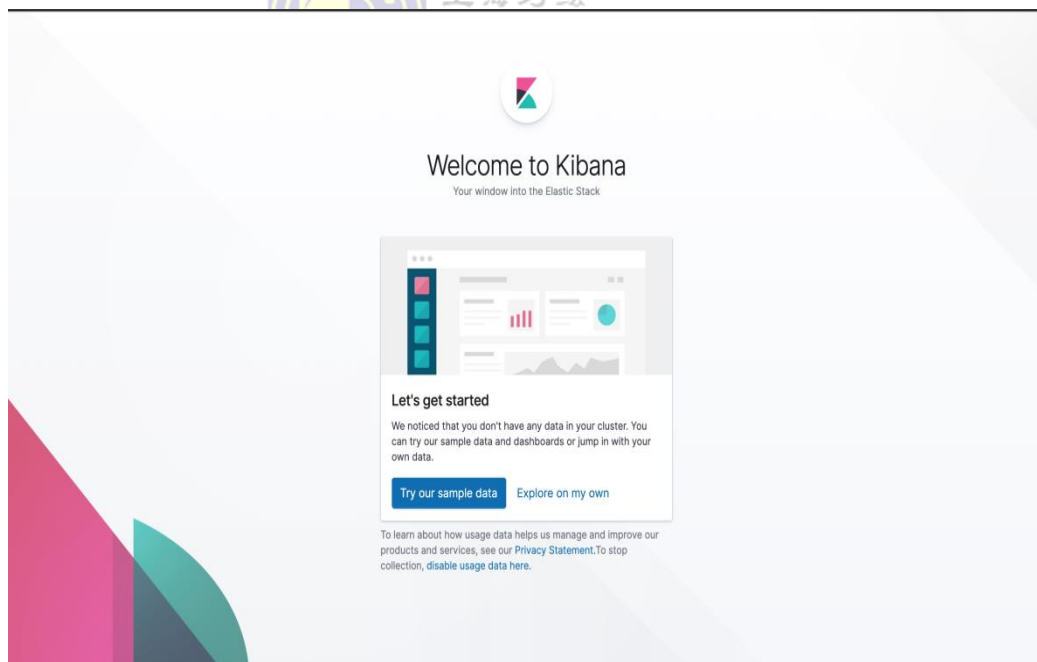 Welcome to Kibana
Your window into the Elastic Stack
Let's get started
We noticed that you don't have any data in your cluster. You
can try our sample data and dashboards or jump in with your
own data.
Try our sample data
Explore on my own
To learn about how usage data helps us manage and improve our
products and services, see our Privacy Statement.To stop
collection, disable usage data here.